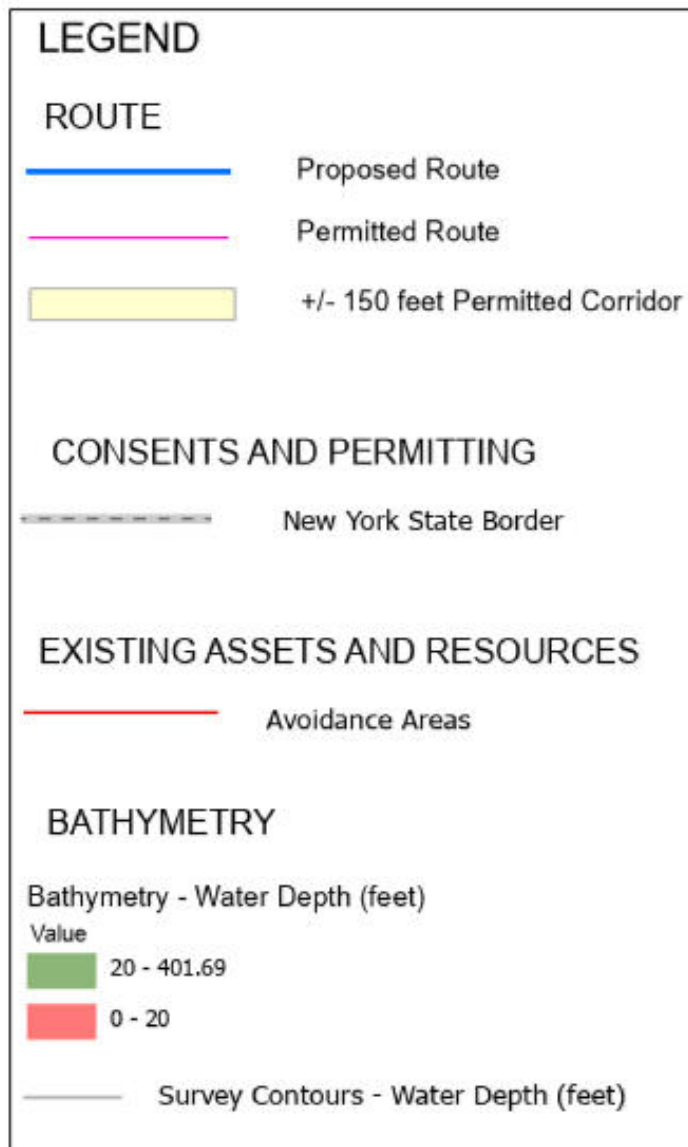 LEGEND
ROUTE
Proposed Route
Permitted Route
+/- 150 feet Permitted Corridor
CONSENTS AND PERMITTING
New York State Border
EXISTING ASSETS AND RESOURCES
Avoidance Areas
BATHYMETRY
Bathymetry - Water Depth (feet)
Value
20 - 401.69
0 - 20
Survey Contours - Water Depth (feet)